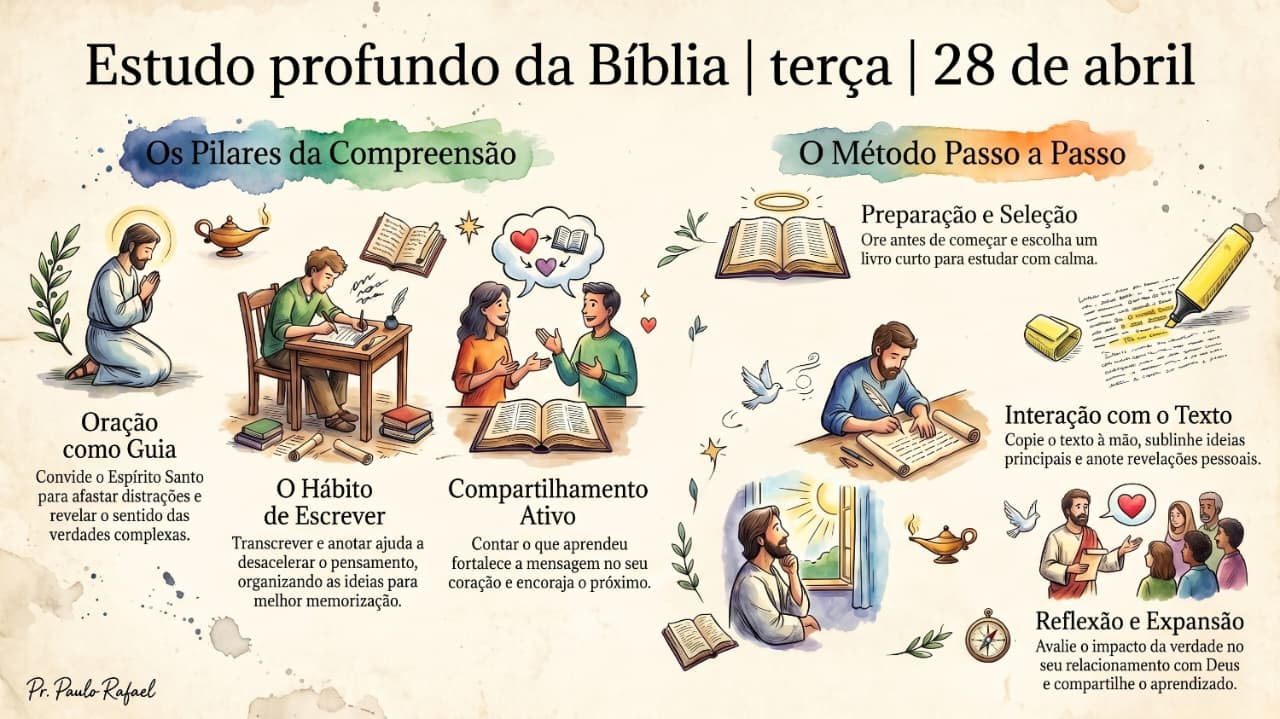 Estudo profundo da Bíblia | terça | 28 de abril
Os Pilares da Compreensão
Oração
como Guia
Convide o Espírito Santo
para afastar distrações e
revelar o sentido das
verdades complexas.
O Hábito
de Escrever
Transcrever e anotar ajuda a
desacelerar o pensamento,
organizando as ideias para
melhor memorização.
Compartilhamento
Ativo
Contar o que aprendeu
fortalece a mensagem no seu
coração e encoraja o próximo.
O Método Passo a Passo
Preparação e Seleção
Ore antes de começar e escolha um
livro curto para estudar com calma.
Interação com o Texto
Copie o texto à mão, sublinhe ideias
principais e anote revelações pessoais.
Reflexão e Expansão
Avalie o impacto da verdade no
seu relacionamento com Deus
e compartilhe o aprendizado.
Pr. Paulo Rafael